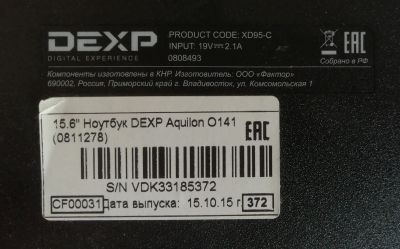 DEXP
DIGITAL EXPERIENCE
PRODUCT CODE: XD95-C
INPUT: 19V⎓2.1A
0808493
EAC
Компоненты изготовлены в КНР. Изготовитель: ООО «Фактор»
Собрано в РФ
690002, Россия, Приморский край г. Владивосток, ул. Комсомольская 1
15.6" Ноутбук DEXP Aquilon O141
(0811278)
EAC
S/N VDK33185372
CF00031 Дата выпуска: 15.10.15 г 372